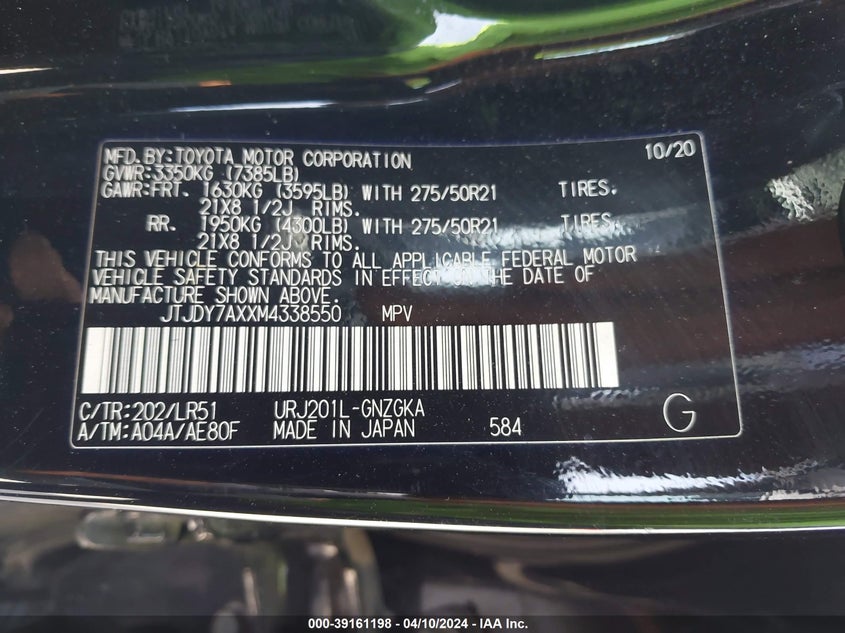 MFD.BY:TOYOTA MOTOR CORPORATION 10/20
GVWR:3350KG (7385LB)
GAWR:FRT. 1630KG (3595LB) WITH 275/50R21 TIRES.
21X8 1/2J RIMS.
RR. 1950KG (4300LB) WITH 275/50R21 TIRES.
21X8 1/2J RIMS.
THIS VEHICLE CONFORMS TO ALL APPLICABLE FEDERAL MOTOR
VEHICLE SAFETY STANDARDS IN EFFECT ON THE DATE OF
MANUFACTURE SHOWN ABOVE.
JTJDY7AXXM4338550 MPV
C/TR:202/LR51 URJ201L-GNZGKA
A/TM:A04A/AE80F MADE IN JAPAN 584 G
000-39161198 - 04/10/2024 - IAA Inc.